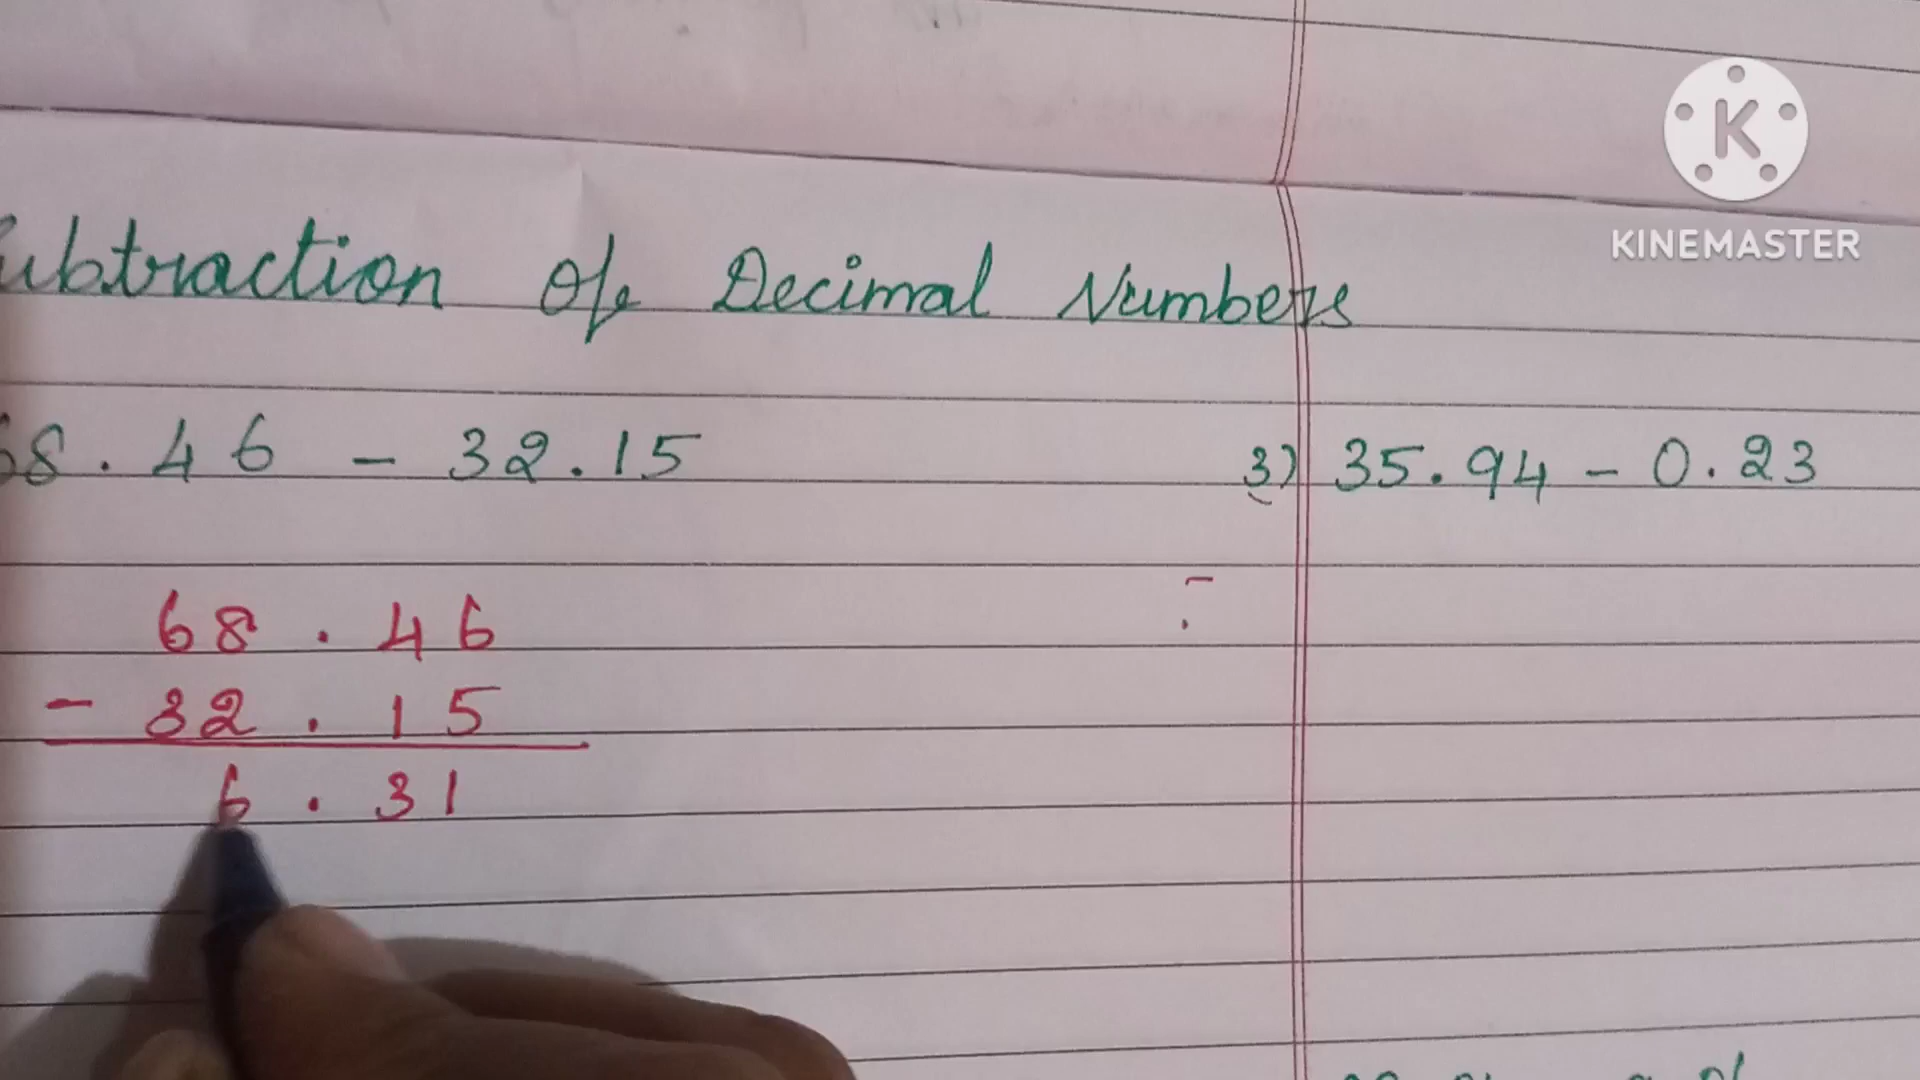 ubtraction Of Decimal Numbers
68.46 - 32.15
68.46
- 32.15
6.31
3) 35.94 - 0.23
KINEMASTER